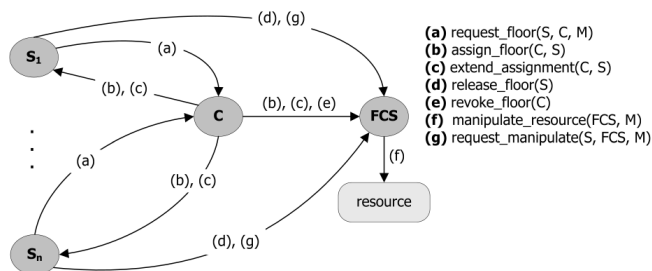 (d), (g)
S1
(a)
(b), (c)
C
(b), (c), (e)
FCS
(f)
resource
(a)
(b), (c)
(d), (g)
Sn
(a) request_floor(S, C, M)
(b) assign_floor(C, S)
(c) extend_assignment(C, S)
(d) release_floor(S)
(e) revoke_floor(C)
(f) manipulate_resource(FCS, M)
(g) request_manipulate(S, FCS, M)